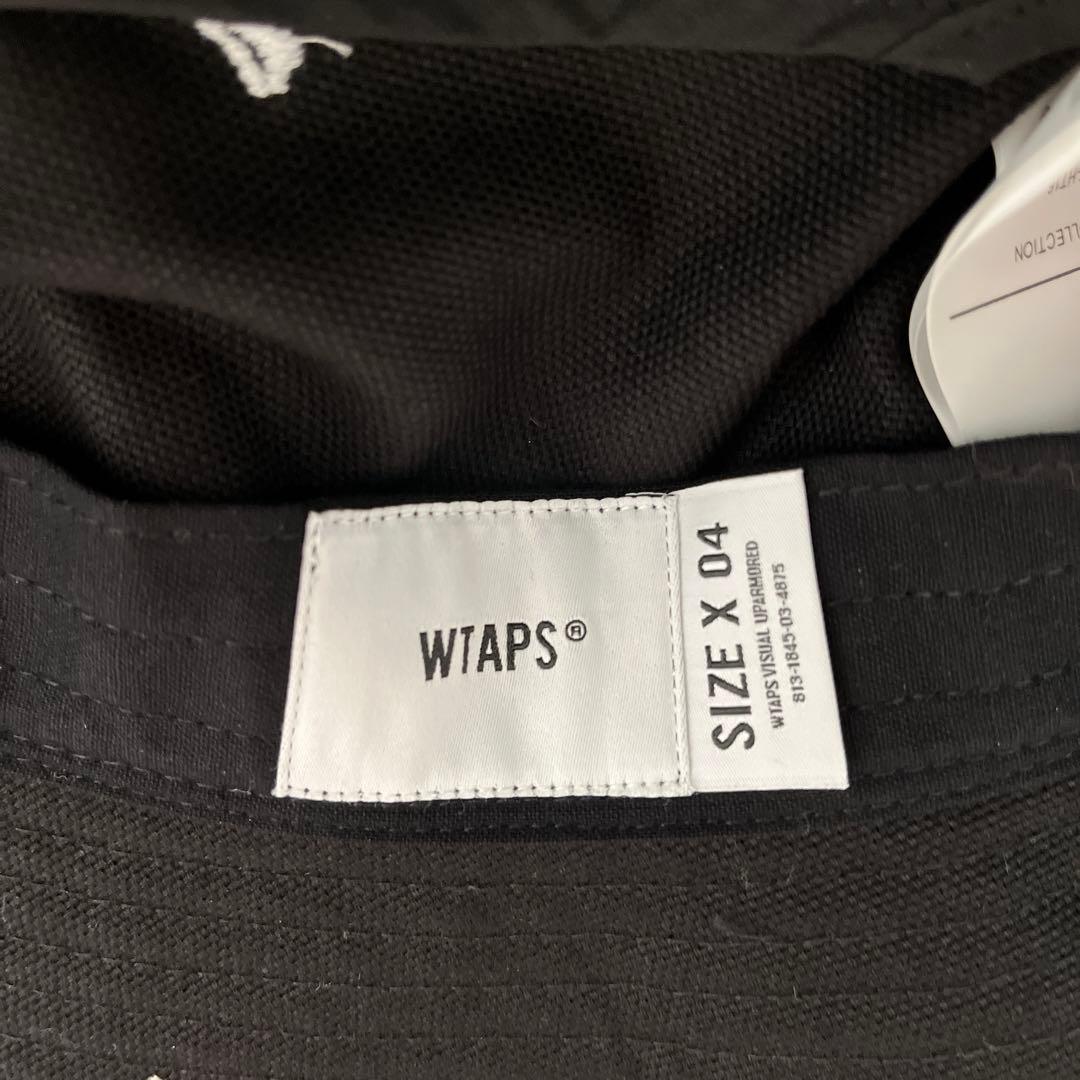 WTAPS®
SIZE X 04
WTAPS VISUAL UPARMORED
813-1845-03-4875